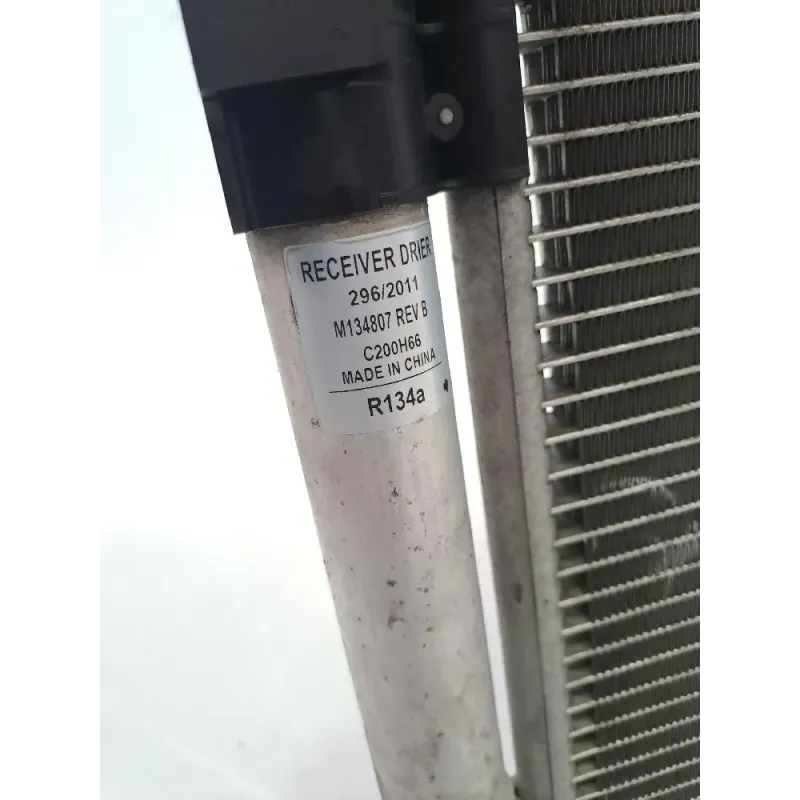 RECEIVER DRIER
296/2011
M134807 REV B
C200H66
MADE IN CHINA
R134a